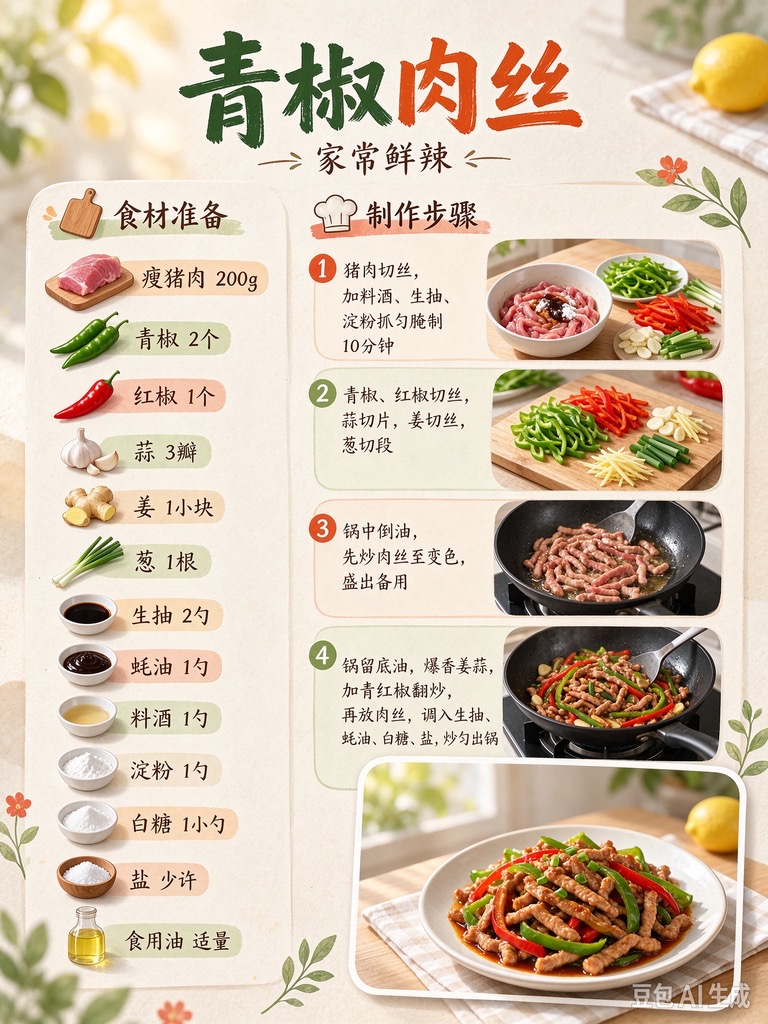 青椒肉丝
家常鲜辣
食材准备
瘦猪肉 200g
青椒 2个
红椒 1个
蒜 3瓣
姜 1小块
葱 1根
生抽 2勺
蚝油 1勺
料酒 1勺
淀粉 1勺
白糖 1小勺
盐 少许
食用油 适量
制作步骤
1
猪肉切丝，
加料酒、生抽、
淀粉抓匀腌制
10分钟
2
青椒、红椒切丝，
蒜切片，姜切丝，
葱切段
3
锅中倒油，
先炒肉丝至变色，
盛出备用
4
锅留底油，爆香姜蒜，
加青红椒翻炒，
再放肉丝，调入生抽、
蚝油、白糖、盐，炒匀出锅
豆包AI生成